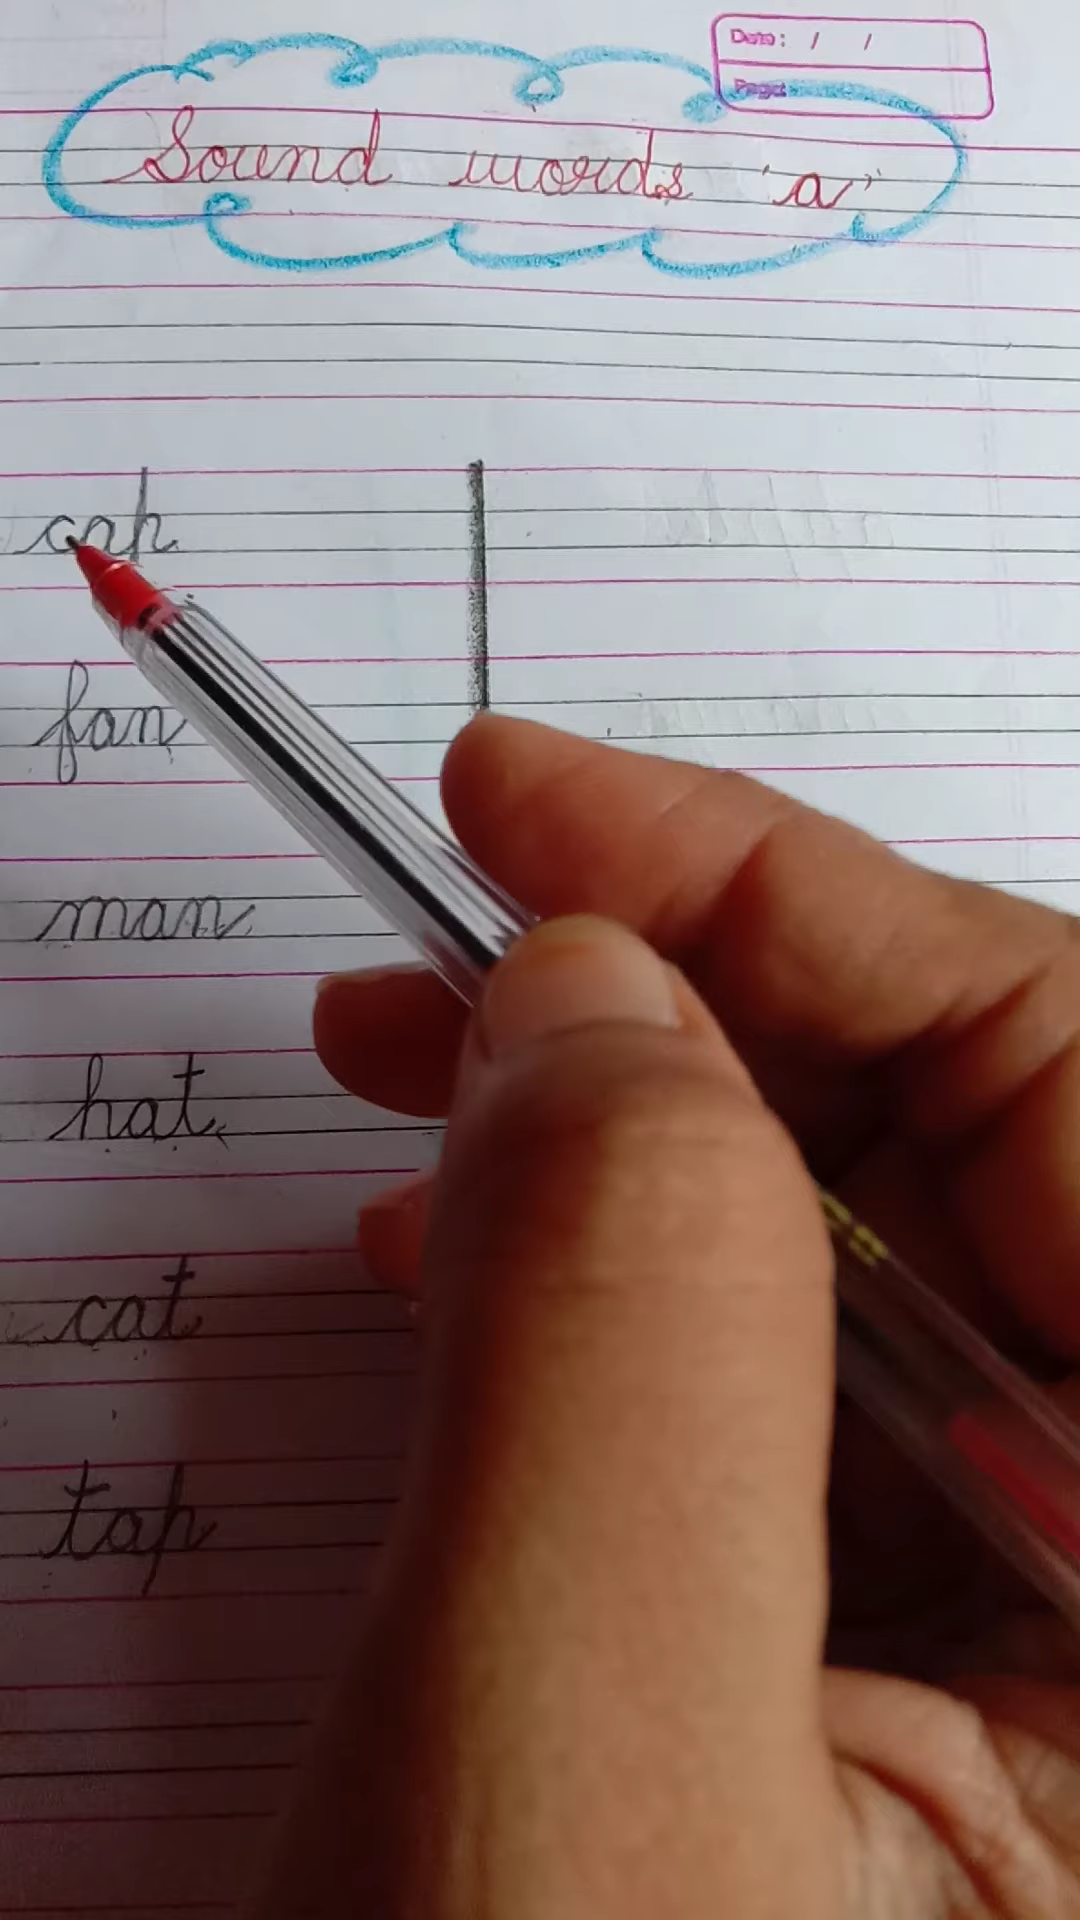 Date: / /
Page:
Sound words 'a'
cap
fan
man
hat
cat
tap